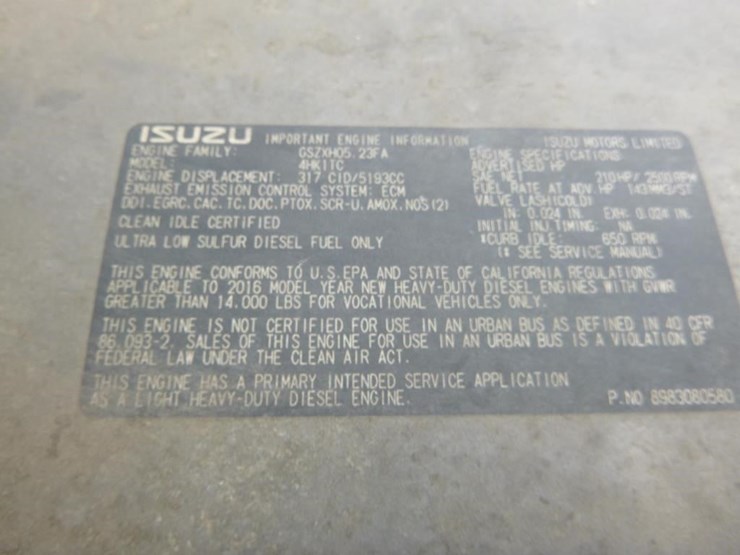 ISUZU IMPORTANT ENGINE INFORMATION ISUZU MOTORS LIMITED
ENGINE FAMILY: GSZXH05.23FA
MODEL: 4HK1TC
ENGINE DISPLACEMENT: 317 CID/5193CC
EXHAUST EMISSION CONTROL SYSTEM: ECM
DDI.EGRC.CAC.TC.DOC.PTOX.SCR-U.AMOX.NOS(2)
CLEAN IDLE CERTIFIED
ULTRA LOW SULFUR DIESEL FUEL ONLY
ENGINE SPECIFICATIONS
ADVERTISED HP
SAE NET 210HP/2500RPM
FUEL RATE AT ADV HP 143MM3/ST
VALVE LASH(COLD)
IN: 0.024 IN. EXH: 0.024 IN.
INITIAL INJ.TIMING: NA
*CURB IDLE: 650 RPM
(* SEE SERVICE MANUAL)
THIS ENGINE CONFORMS TO U.S.EPA AND STATE OF CALIFORNIA REGULATIONS
APPLICABLE TO 2016 MODEL YEAR NEW HEAVY-DUTY DIESEL ENGINES WITH GVWR
GREATER THAN 14.000 LBS FOR VOCATIONAL VEHICLES ONLY.
THIS ENGINE IS NOT CERTIFIED FOR USE IN AN URBAN BUS AS DEFINED IN 40 CFR
86.093-2. SALES OF THIS ENGINE FOR USE IN AN URBAN BUS IS A VIOLATION OF
FEDERAL LAW UNDER THE CLEAN AIR ACT.
THIS ENGINE HAS A PRIMARY INTENDED SERVICE APPLICATION
AS A LIGHT HEAVY-DUTY DIESEL ENGINE. P.NO 8983080580